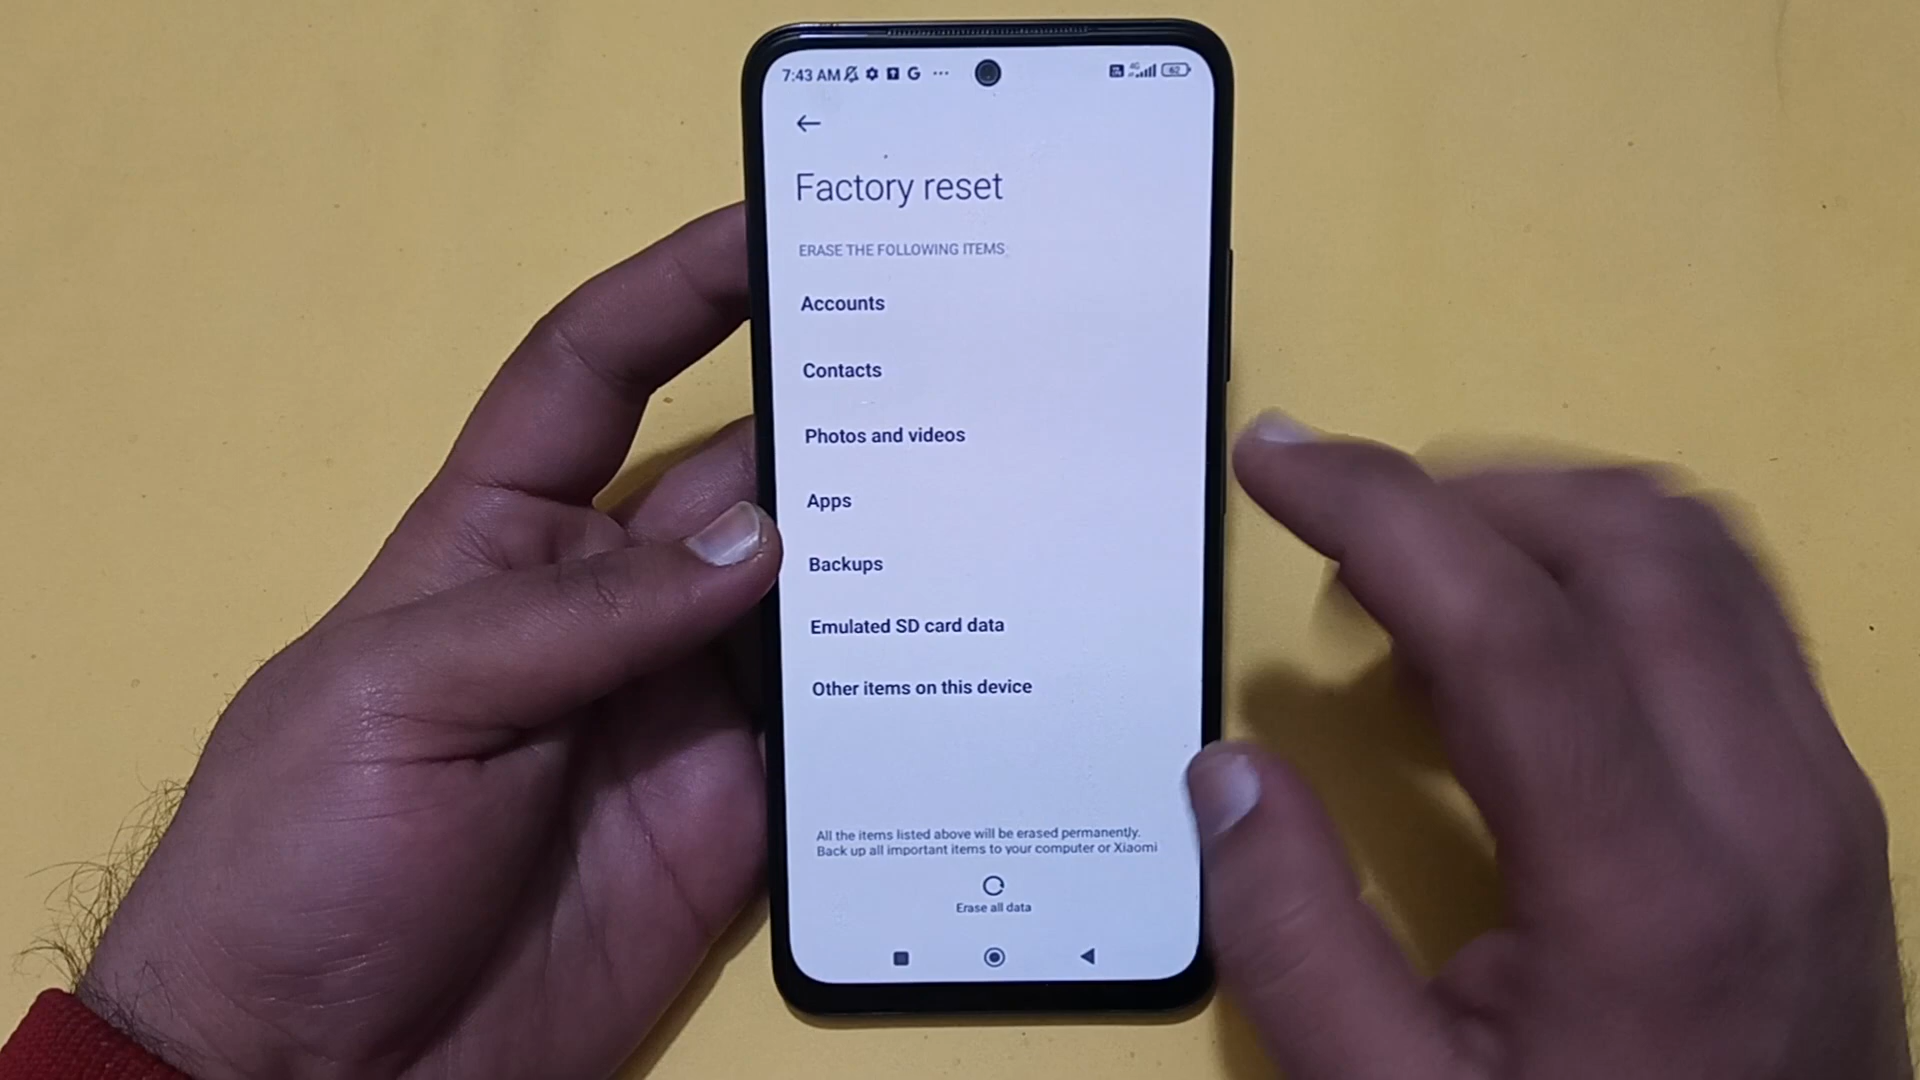 7:43 AM G ...
4G 62
Factory reset
ERASE THE FOLLOWING ITEMS
Accounts
Contacts
Photos and videos
Apps
Backups
Emulated SD card data
Other items on this device
All the items listed above will be erased permanently.
Back up all important items to your computer or Xiaomi
Erase all data